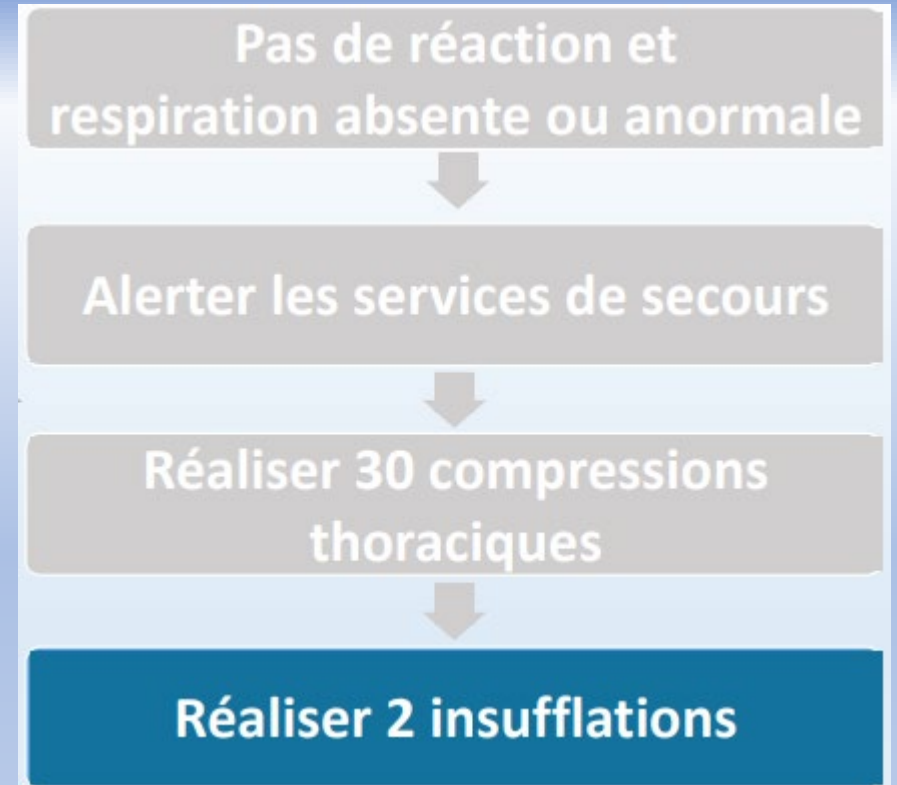 Pas de réaction et
respiration absente ou anormale
Alerter les services de secours
Réaliser 30 compressions
thoraciques
Réaliser 2 insufflations